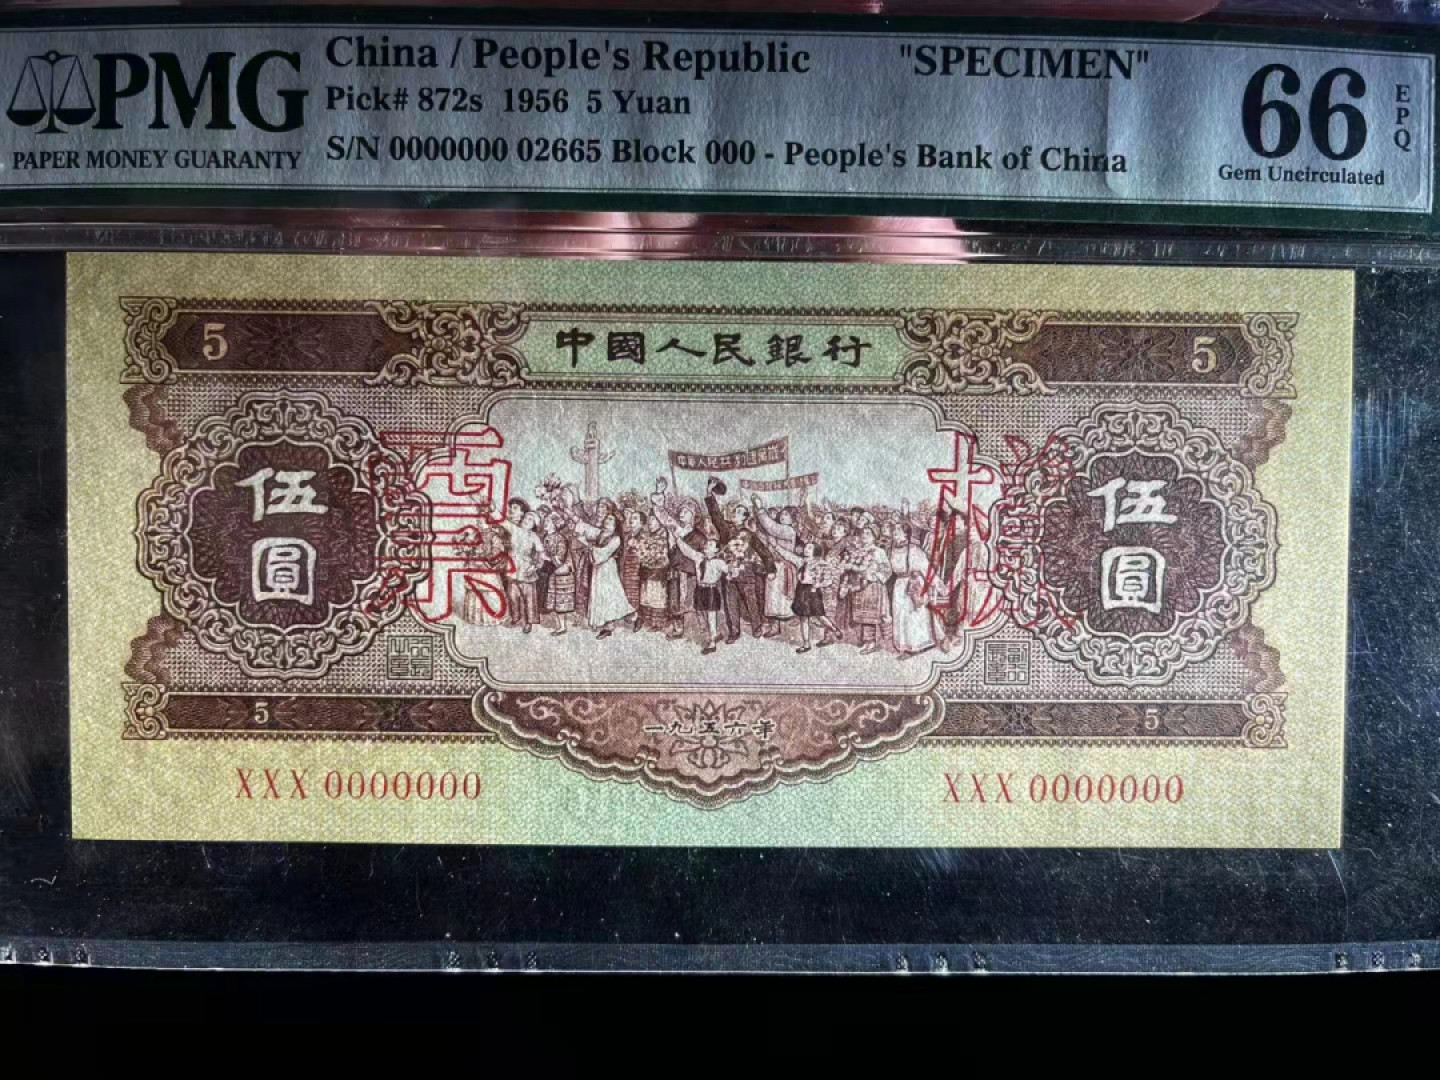 PMG
PAPER MONEY GUARANTY
China / People's Republic "SPECIMEN"
Pick# 872s 1956 5 Yuan
S/N 0000000 02665 Block 000 - People's Bank of China
66
EPQ
Gem Uncirculated
5 中國人民銀行 5
票 樣
伍圓 伍圓
5 一九五六年 5
XXX 0000000 XXX 0000000